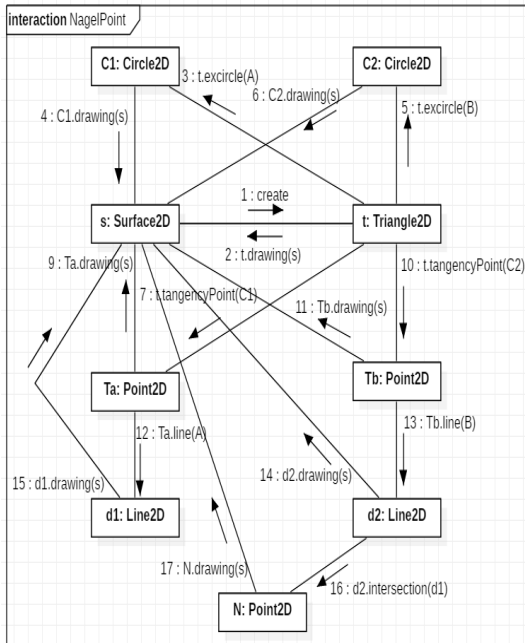 interaction NagelPoint
C1: Circle2D
C2: Circle2D
3 : t.excircle(A)
6 : C2.drawing(s)
4 : C1.drawing(s)
5 : t.excircle(B)
1 : create
s: Surface2D
t: Triangle2D
2 : t.drawing(s)
9 : Ta.drawing(s)
10 : t.tangencyPoint(C2)
7 : t.tangencyPoint(C1)
11 : Tb.drawing(s)
Ta: Point2D
Tb: Point2D
12 : Ta.line(A)
13 : Tb.line(B)
14 : d2.drawing(s)
15 : d1.drawing(s)
d1: Line2D
d2: Line2D
17 : N.drawing(s)
16 : d2.intersection(d1)
N: Point2D